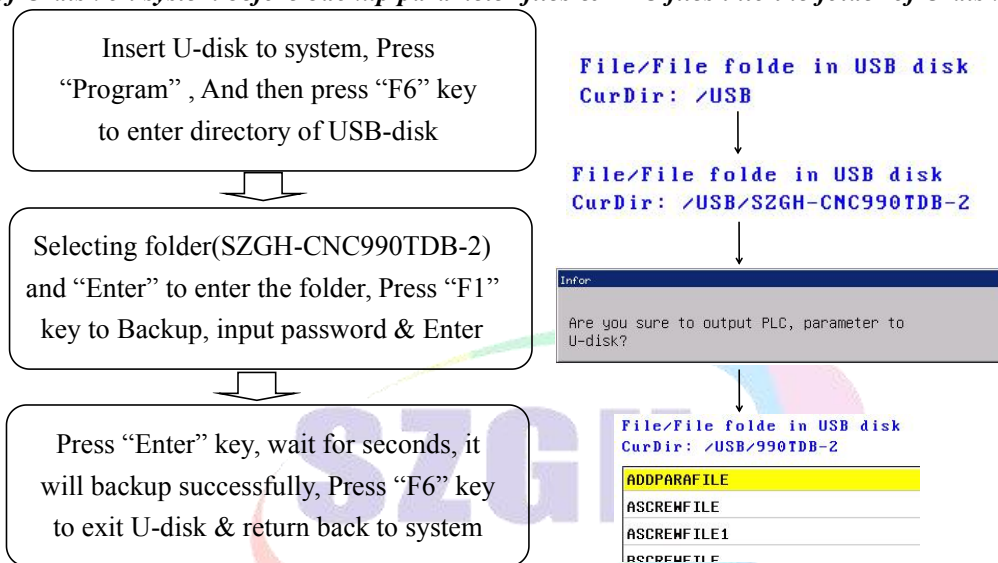 Insert U-disk to system, Press
“Program” , And then press “F6” key
to enter directory of USB-disk
File/File folde in USB disk
CurDir: /USB
File/File folde in USB disk
CurDir: /USB/SZGH-CNC990TDB-2
Selecting folder(SZGH-CNC990TDB-2)
and “Enter” to enter the folder, Press “F1”
key to Backup, input password & Enter
Infor
Are you sure to output PLC, parameter to
U-disk?
Press “Enter” key, wait for seconds, it
will backup successfully, Press “F6” key
to exit U-disk & return back to system
File/File folde in USB disk
CurDir: /USB/990TDB-2
ADDPARAFILE
ASCREWFILE
ASCREWFILE1
BSCREWFILE
SZGH